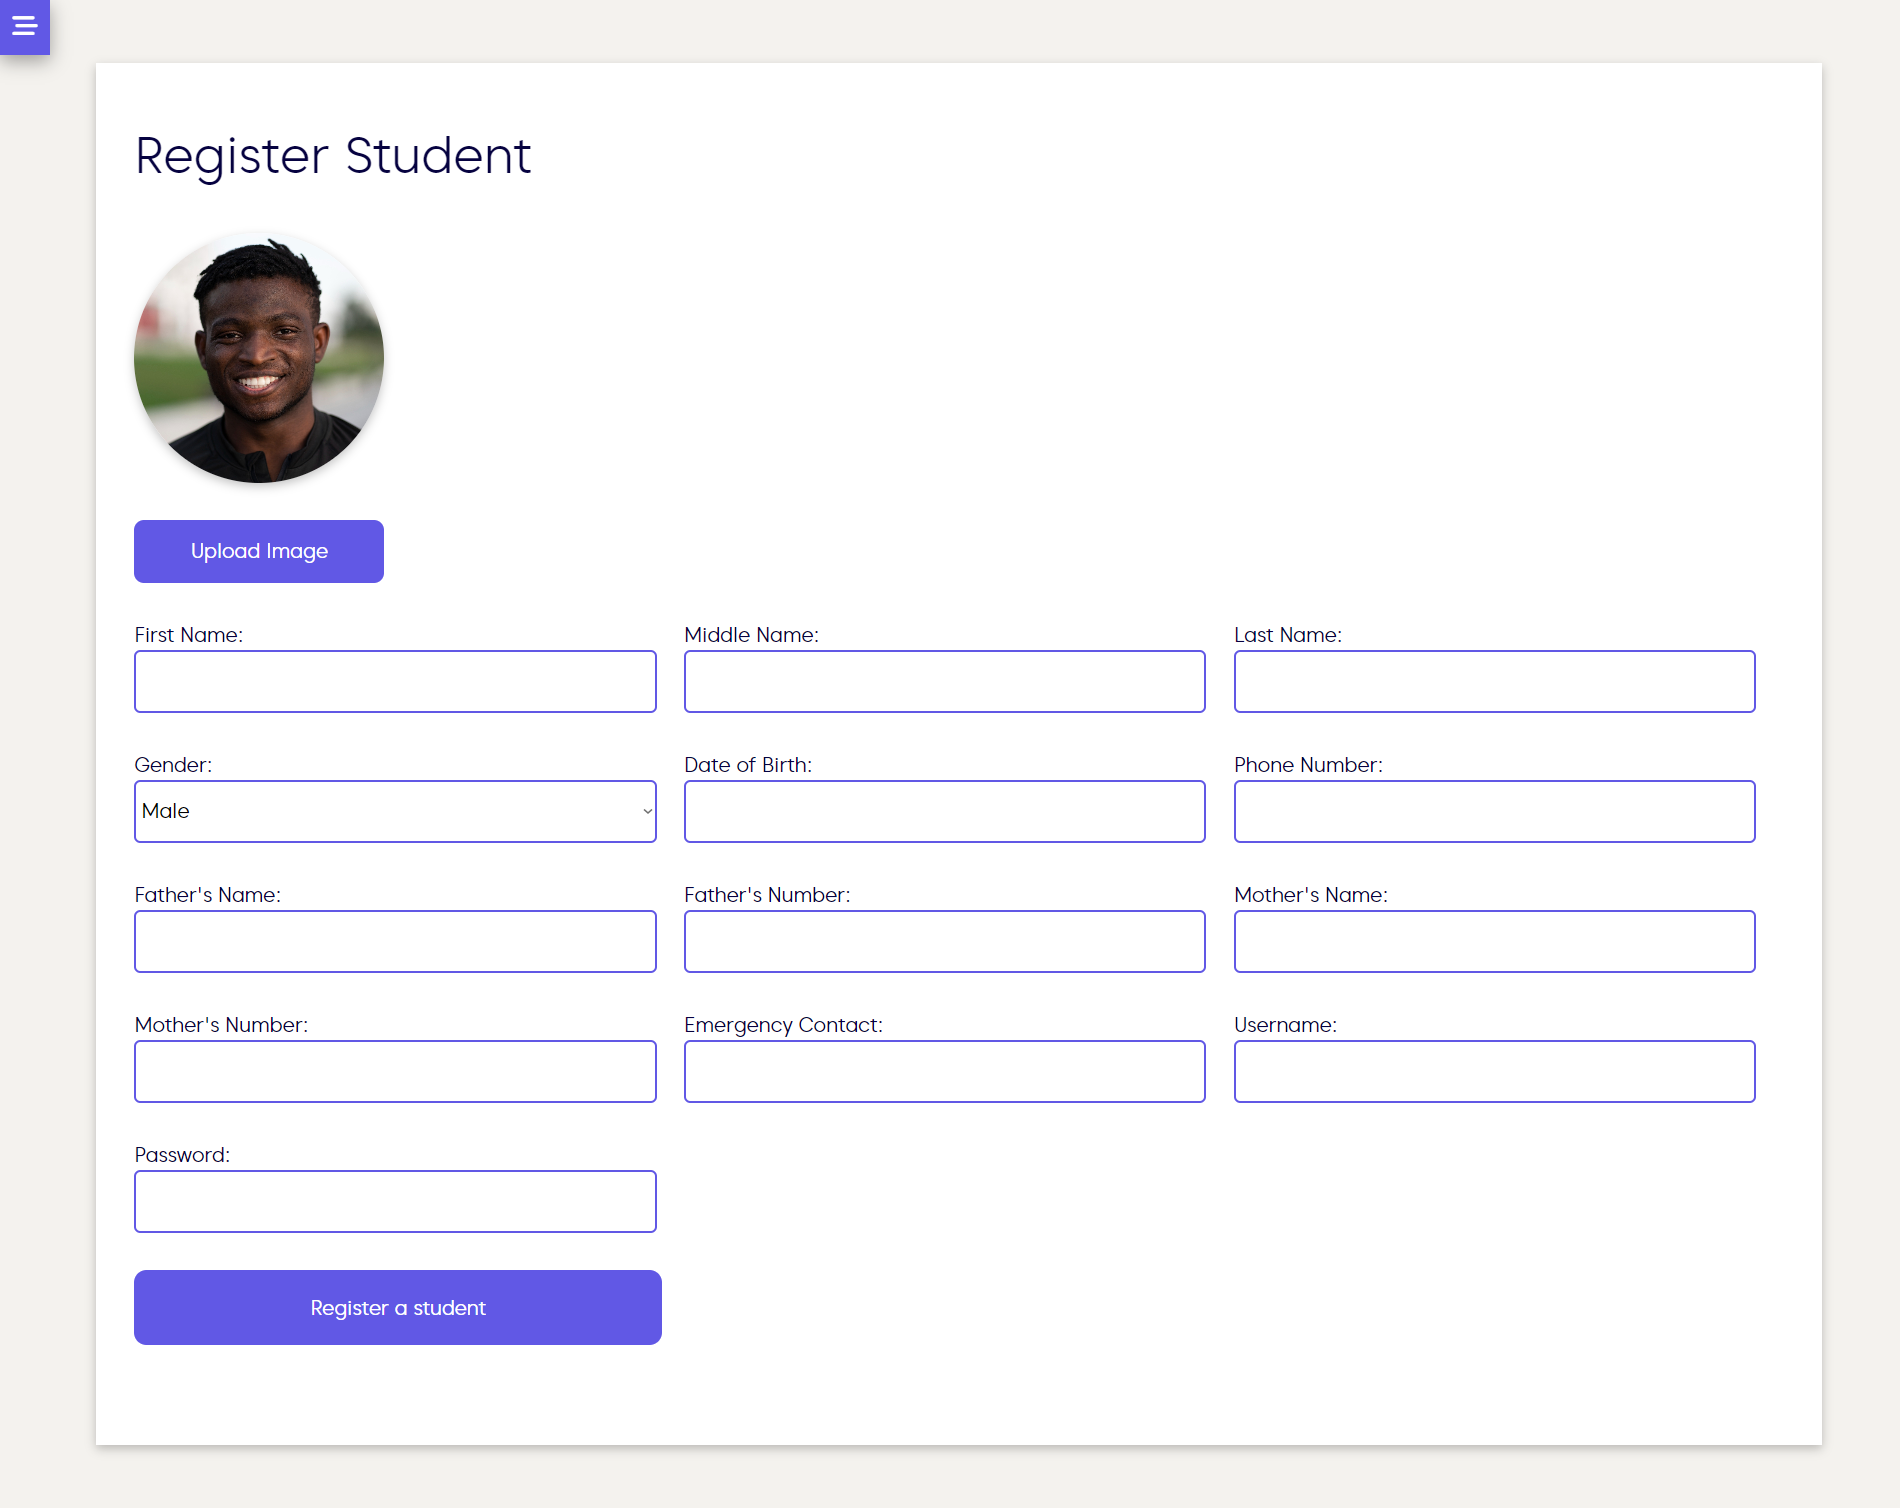 Register Student
Upload Image
First Name:
Middle Name:
Last Name:
Gender:
Date of Birth:
Phone Number:
Male
Father's Name:
Father's Number:
Mother's Name:
Mother's Number:
Emergency Contact:
Username:
Password:
Register a student